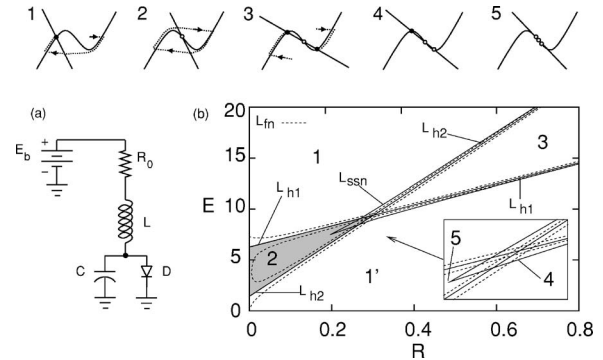 1 2 3 4 5
(a)
E_b + −
R_0
L
C D
(b)
L_fn
20
15
E 10
5
0
1
L_h2
3
L_ssn
L_h1
L_h1
2
5
4
1'
L_h2
0 0.2 0.4 0.6 0.8
R